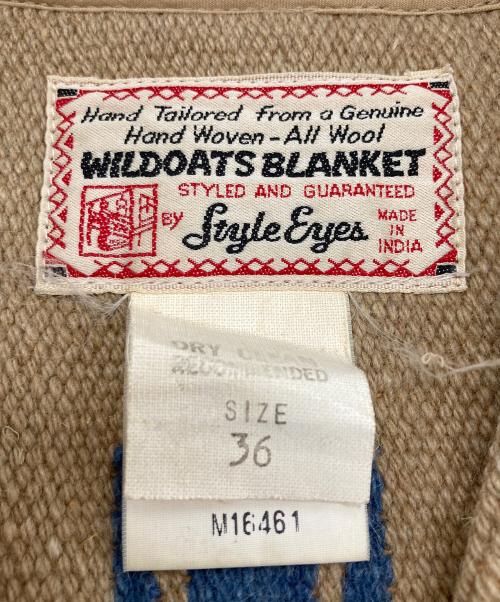 Hand Tailored from a Genuine
Hand Woven-All Wool
WILDOATS BLANKET
STYLED AND GUARANTEED
BY Style Eyes
MADE
IN
INDIA
DRY CLEAN
RECOMMENDED
SIZE
36
M16461